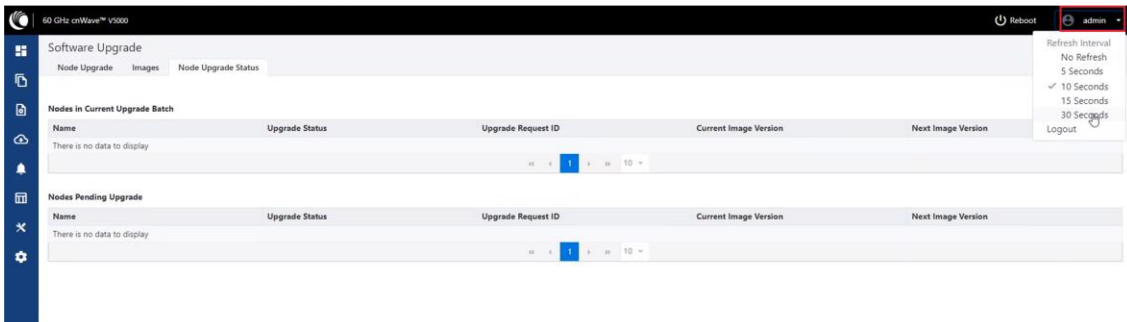 60 GHz cnWave™ V5000
Reboot
admin
Software Upgrade
Node Upgrade Images Node Upgrade Status
Refresh Interval
No Refresh
5 Seconds
10 Seconds
15 Seconds
30 Seconds
Logout
Nodes in Current Upgrade Batch
Name Upgrade Status Upgrade Request ID Current Image Version Next Image Version
There is no data to display
« ‹ 1 › » 10
Nodes Pending Upgrade
Name Upgrade Status Upgrade Request ID Current Image Version Next Image Version
There is no data to display
« ‹ 1 › » 10